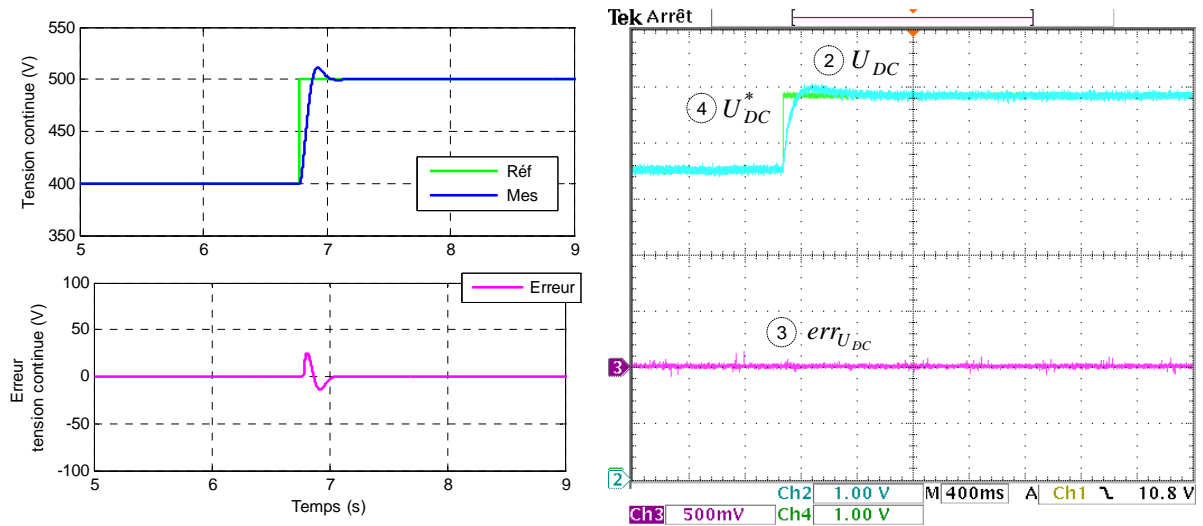 Tension continue (V)
550
500
450
400
350
5
6
7
8
9
Réf
Mes
Erreur
tension continue (V)
100
50
0
-50
-100
Erreur
5
6
7
8
9
Temps (s)
Tek Arrêt
② U_DC
④ U*_DC
③ err_U_DC
3
2
Ch2 1.00 V M 400ms A Ch1 10.8 V
Ch3 500mV Ch4 1.00 V